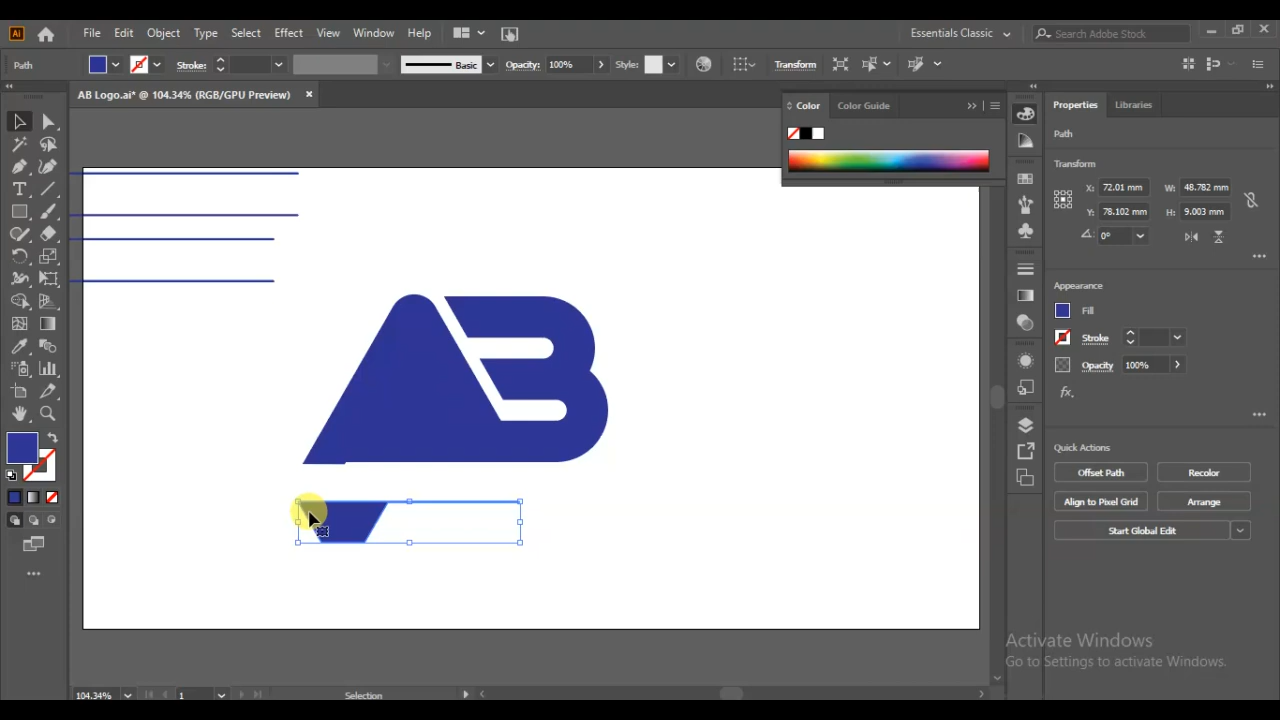 Ai File Edit Object Type Select Effect View Window Help Essentials Classic Search Adobe Stock
Path Stroke: Basic Opacity: 100% Style: Transform
AB Logo.ai* @ 104.34% (RGB/GPU Preview) ×
Color Color Guide
Properties Libraries
Path
Transform
X: 72.01 mm W: 48.782 mm
Y: 78.102 mm H: 9.003 mm
0°
Appearance
Fill
Stroke
Opacity 100%
fx.
Quick Actions
Offset Path Recolor
Align to Pixel Grid Arrange
Start Global Edit
AB
Activate Windows
Go to Settings to activate Windows.
104.34% 1 Selection